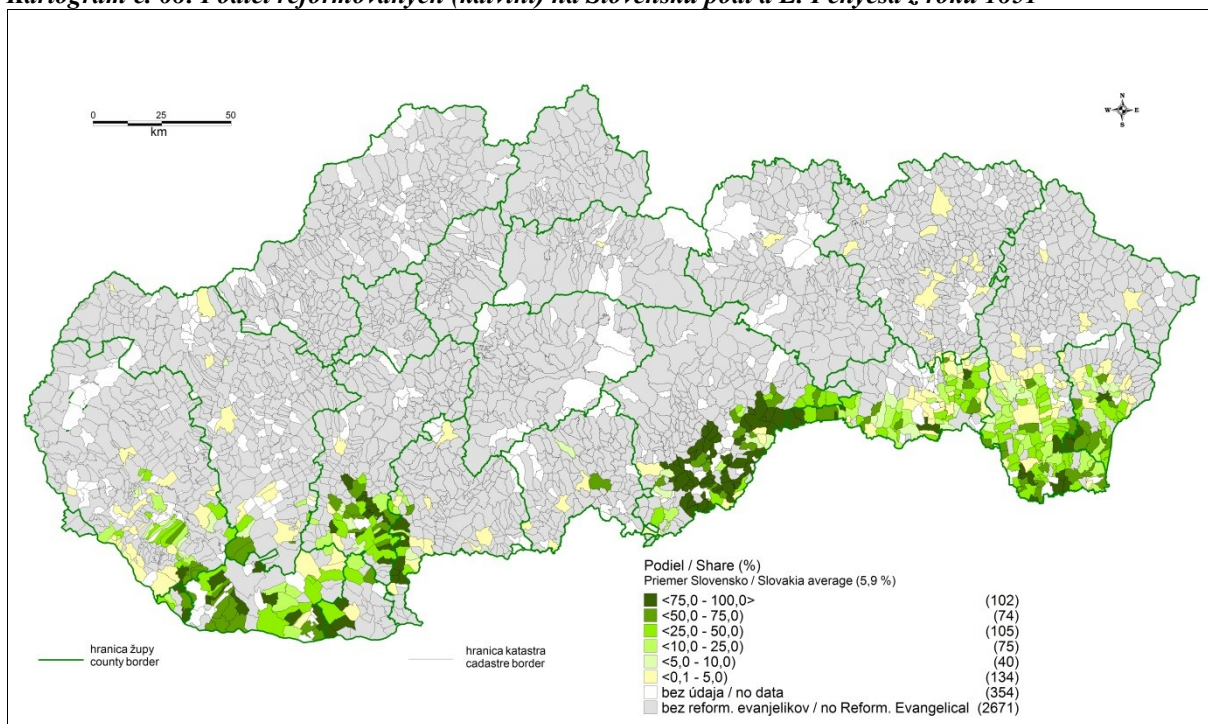 Kartogram č. 68: Podiel reformovaných (kalvíni) na Slovensku podľa E. Fényesa z roku 1851
0 25 50
km
N
W E
S
Podiel / Share (%)
Priemer Slovensko / Slovakia average (5,9 %)
<75,0 - 100,0> (102)
<50,0 - 75,0) (74)
<25,0 - 50,0) (105)
<10,0 - 25,0) (75)
<5,0 - 10,0) (40)
<0,1 - 5,0) (134)
bez údaja / no data (354)
bez reform. evanjelikov / no Reform. Evangelical (2671)
hranica župy
county border
hranica katastra
cadastre border